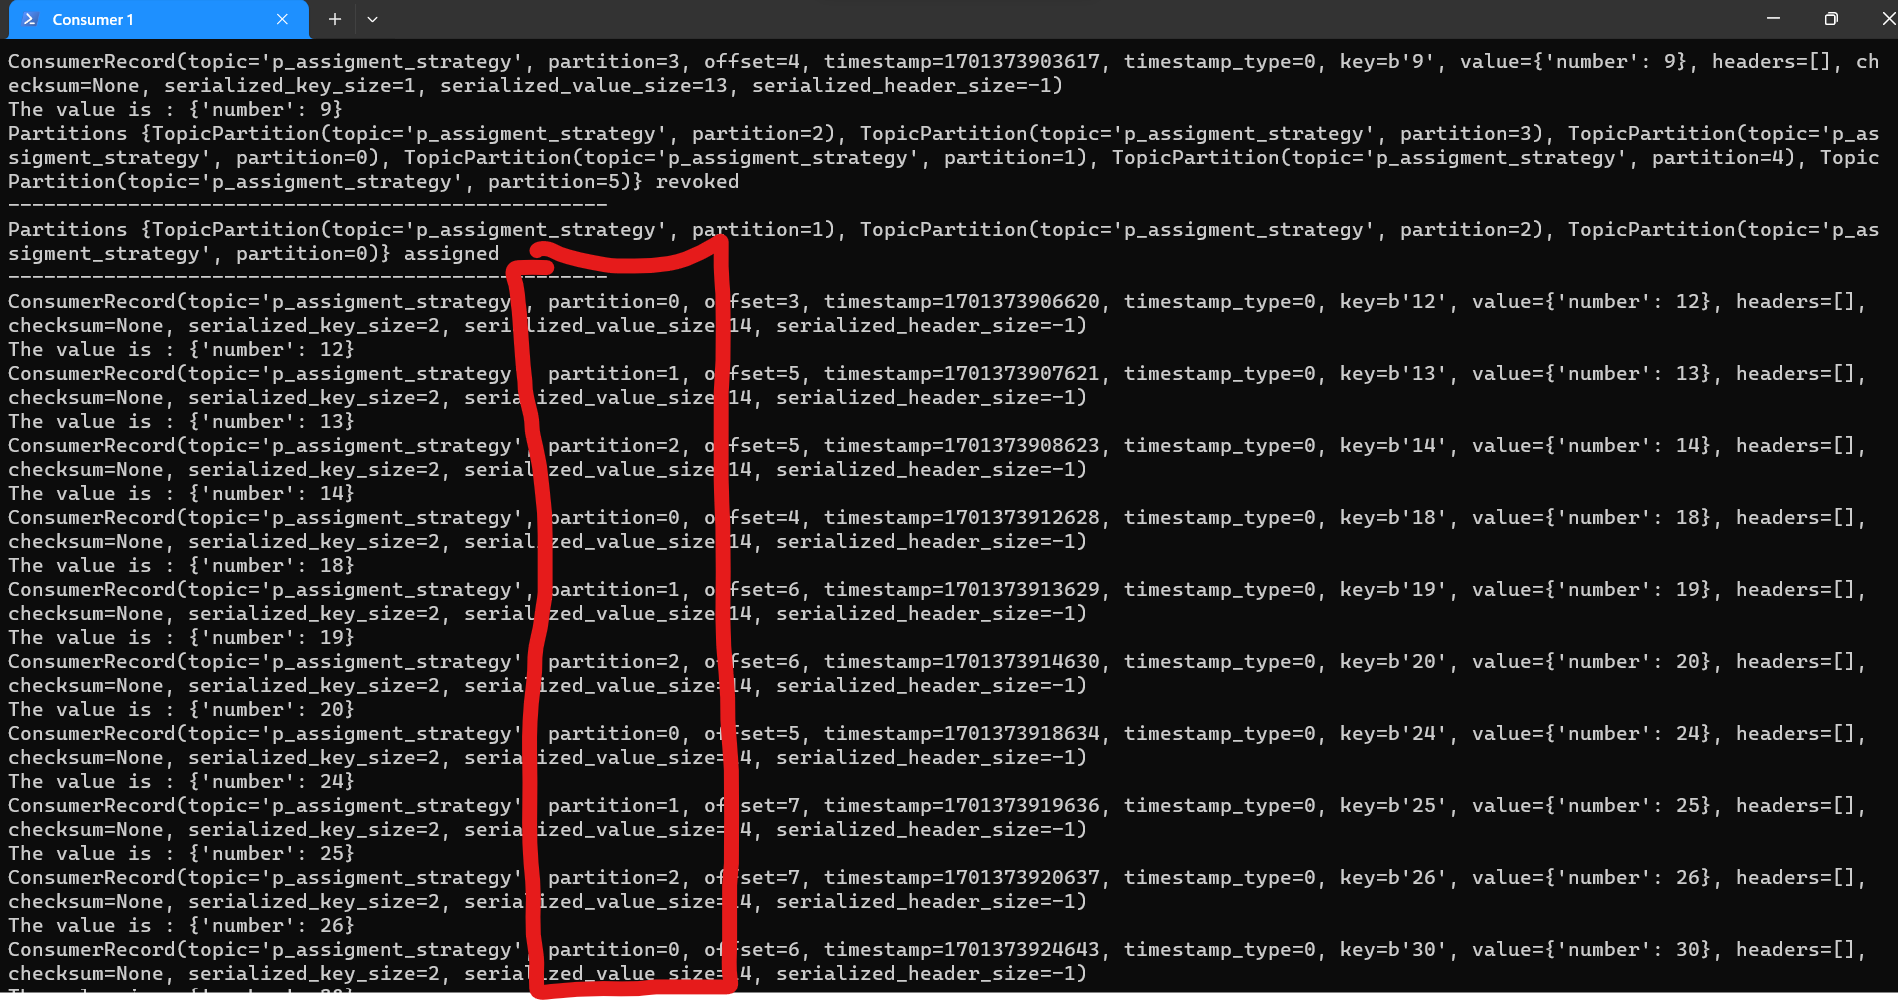 Consumer 1
ConsumerRecord(topic='p_assigment_strategy', partition=3, offset=4, timestamp=1701373903617, timestamp_type=0, key=b'9', value={'number': 9}, headers=[], ch
ecksum=None, serialized_key_size=1, serialized_value_size=13, serialized_header_size=-1)
The value is : {'number': 9}
Partitions {TopicPartition(topic='p_assigment_strategy', partition=2), TopicPartition(topic='p_assigment_strategy', partition=3), TopicPartition(topic='p_as
sigment_strategy', partition=0), TopicPartition(topic='p_assigment_strategy', partition=1), TopicPartition(topic='p_assigment_strategy', partition=4), Topic
Partition(topic='p_assigment_strategy', partition=5)} revoked
--------------------------------------------------
Partitions {TopicPartition(topic='p_assigment_strategy', partition=1), TopicPartition(topic='p_assigment_strategy', partition=2), TopicPartition(topic='p_as
sigment_strategy', partition=0)} assigned
--------------------------------------------------
ConsumerRecord(topic='p_assigment_strategy', partition=0, offset=3, timestamp=1701373906620, timestamp_type=0, key=b'12', value={'number': 12}, headers=[],
checksum=None, serialized_key_size=2, serialized_value_size=14, serialized_header_size=-1)
The value is : {'number': 12}
ConsumerRecord(topic='p_assigment_strategy', partition=1, offset=5, timestamp=1701373907621, timestamp_type=0, key=b'13', value={'number': 13}, headers=[],
checksum=None, serialized_key_size=2, serialized_value_size=14, serialized_header_size=-1)
The value is : {'number': 13}
ConsumerRecord(topic='p_assigment_strategy', partition=2, offset=5, timestamp=1701373908623, timestamp_type=0, key=b'14', value={'number': 14}, headers=[],
checksum=None, serialized_key_size=2, serialized_value_size=14, serialized_header_size=-1)
The value is : {'number': 14}
ConsumerRecord(topic='p_assigment_strategy', partition=0, offset=4, timestamp=1701373912628, timestamp_type=0, key=b'18', value={'number': 18}, headers=[],
checksum=None, serialized_key_size=2, serialized_value_size=14, serialized_header_size=-1)
The value is : {'number': 18}
ConsumerRecord(topic='p_assigment_strategy', partition=1, offset=6, timestamp=1701373913629, timestamp_type=0, key=b'19', value={'number': 19}, headers=[],
checksum=None, serialized_key_size=2, serialized_value_size=14, serialized_header_size=-1)
The value is : {'number': 19}
ConsumerRecord(topic='p_assigment_strategy', partition=2, offset=6, timestamp=1701373914630, timestamp_type=0, key=b'20', value={'number': 20}, headers=[],
checksum=None, serialized_key_size=2, serialized_value_size=14, serialized_header_size=-1)
The value is : {'number': 20}
ConsumerRecord(topic='p_assigment_strategy', partition=0, offset=5, timestamp=1701373918634, timestamp_type=0, key=b'24', value={'number': 24}, headers=[],
checksum=None, serialized_key_size=2, serialized_value_size=14, serialized_header_size=-1)
The value is : {'number': 24}
ConsumerRecord(topic='p_assigment_strategy', partition=1, offset=7, timestamp=1701373919636, timestamp_type=0, key=b'25', value={'number': 25}, headers=[],
checksum=None, serialized_key_size=2, serialized_value_size=14, serialized_header_size=-1)
The value is : {'number': 25}
ConsumerRecord(topic='p_assigment_strategy', partition=2, offset=7, timestamp=1701373920637, timestamp_type=0, key=b'26', value={'number': 26}, headers=[],
checksum=None, serialized_key_size=2, serialized_value_size=14, serialized_header_size=-1)
The value is : {'number': 26}
ConsumerRecord(topic='p_assigment_strategy', partition=0, offset=6, timestamp=1701373924643, timestamp_type=0, key=b'30', value={'number': 30}, headers=[],
checksum=None, serialized_key_size=2, serialized_value_size=14, serialized_header_size=-1)